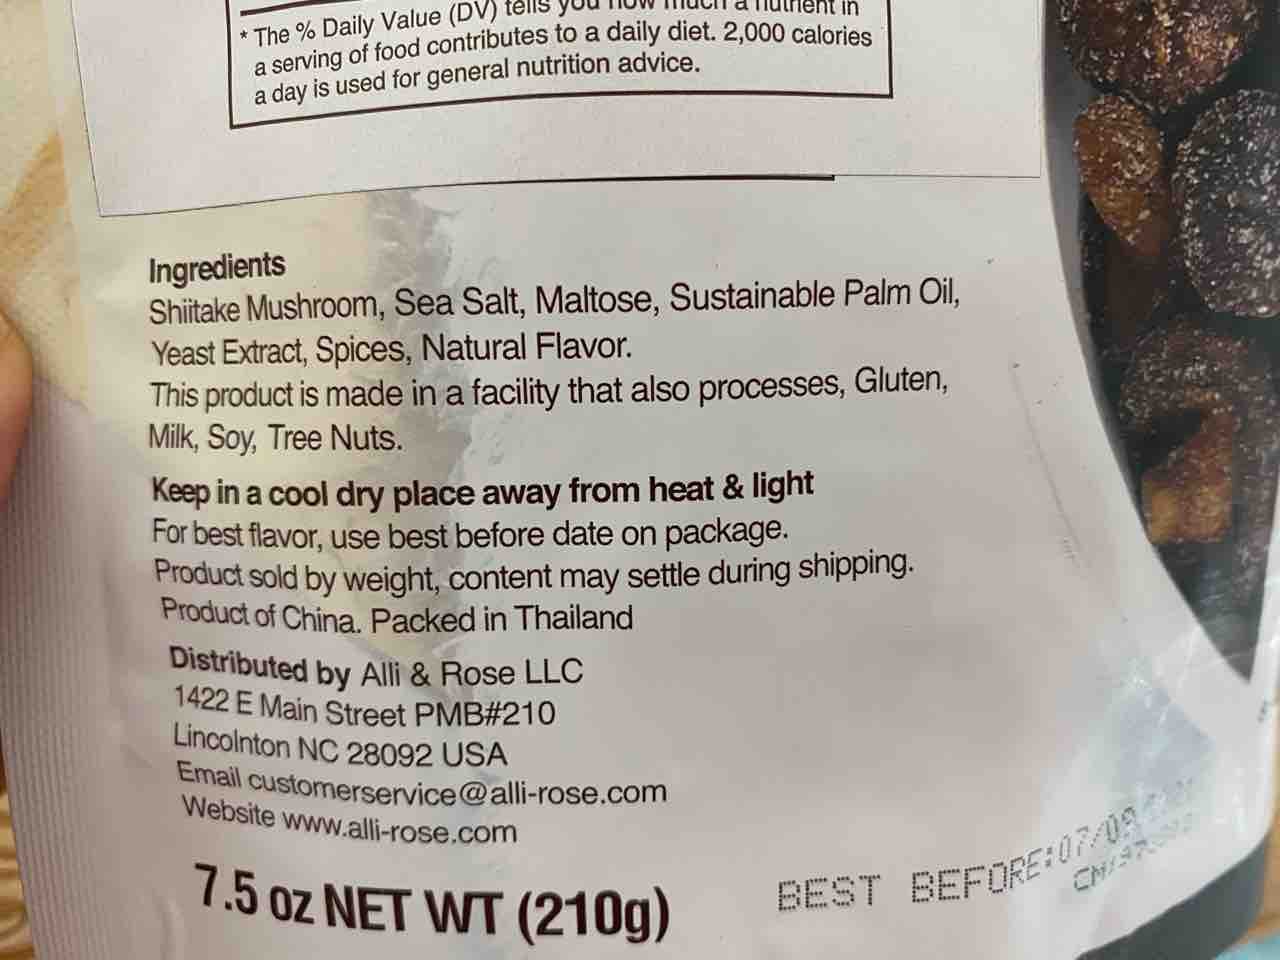 * The % Daily Value (DV) tells you how much a nutrient in
a serving of food contributes to a daily diet. 2,000 calories
a day is used for general nutrition advice.
Ingredients
Shiitake Mushroom, Sea Salt, Maltose, Sustainable Palm Oil,
Yeast Extract, Spices, Natural Flavor.
This product is made in a facility that also processes, Gluten,
Milk, Soy, Tree Nuts.
Keep in a cool dry place away from heat & light
For best flavor, use best before date on package.
Product sold by weight, content may settle during shipping.
Product of China. Packed in Thailand
Distributed by Alli & Rose LLC
1422 E Main Street PMB#210
Lincolnton NC 28092 USA
Email customerservice@alli-rose.com
Website www.alli-rose.com
7.5 oz NET WT (210g)
BEST BEFORE:07/09